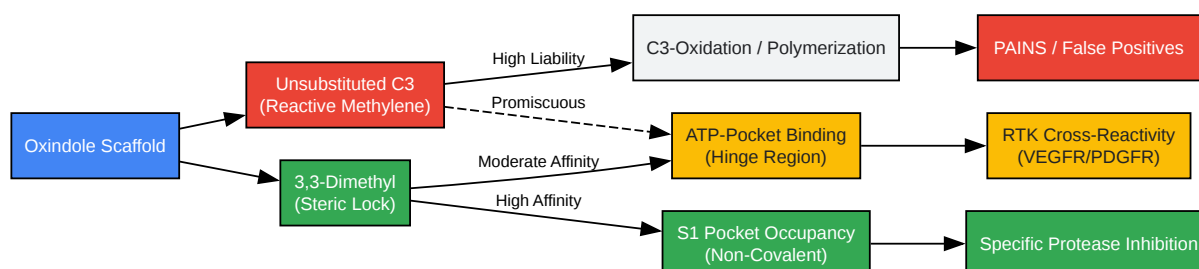 Oxindole Scaffold
Unsubstituted C3
(Reactive Methylene)
3,3-Dimethyl
(Steric Lock)
High Liability
Promiscuous
Moderate Affinity
High Affinity
C3-Oxidation / Polymerization
ATP-Pocket Binding
(Hinge Region)
S1 Pocket Occupancy
(Non-Covalent)
PAINS / False Positives
RTK Cross-Reactivity
(VEGFR/PDGFR)
Specific Protease Inhibition